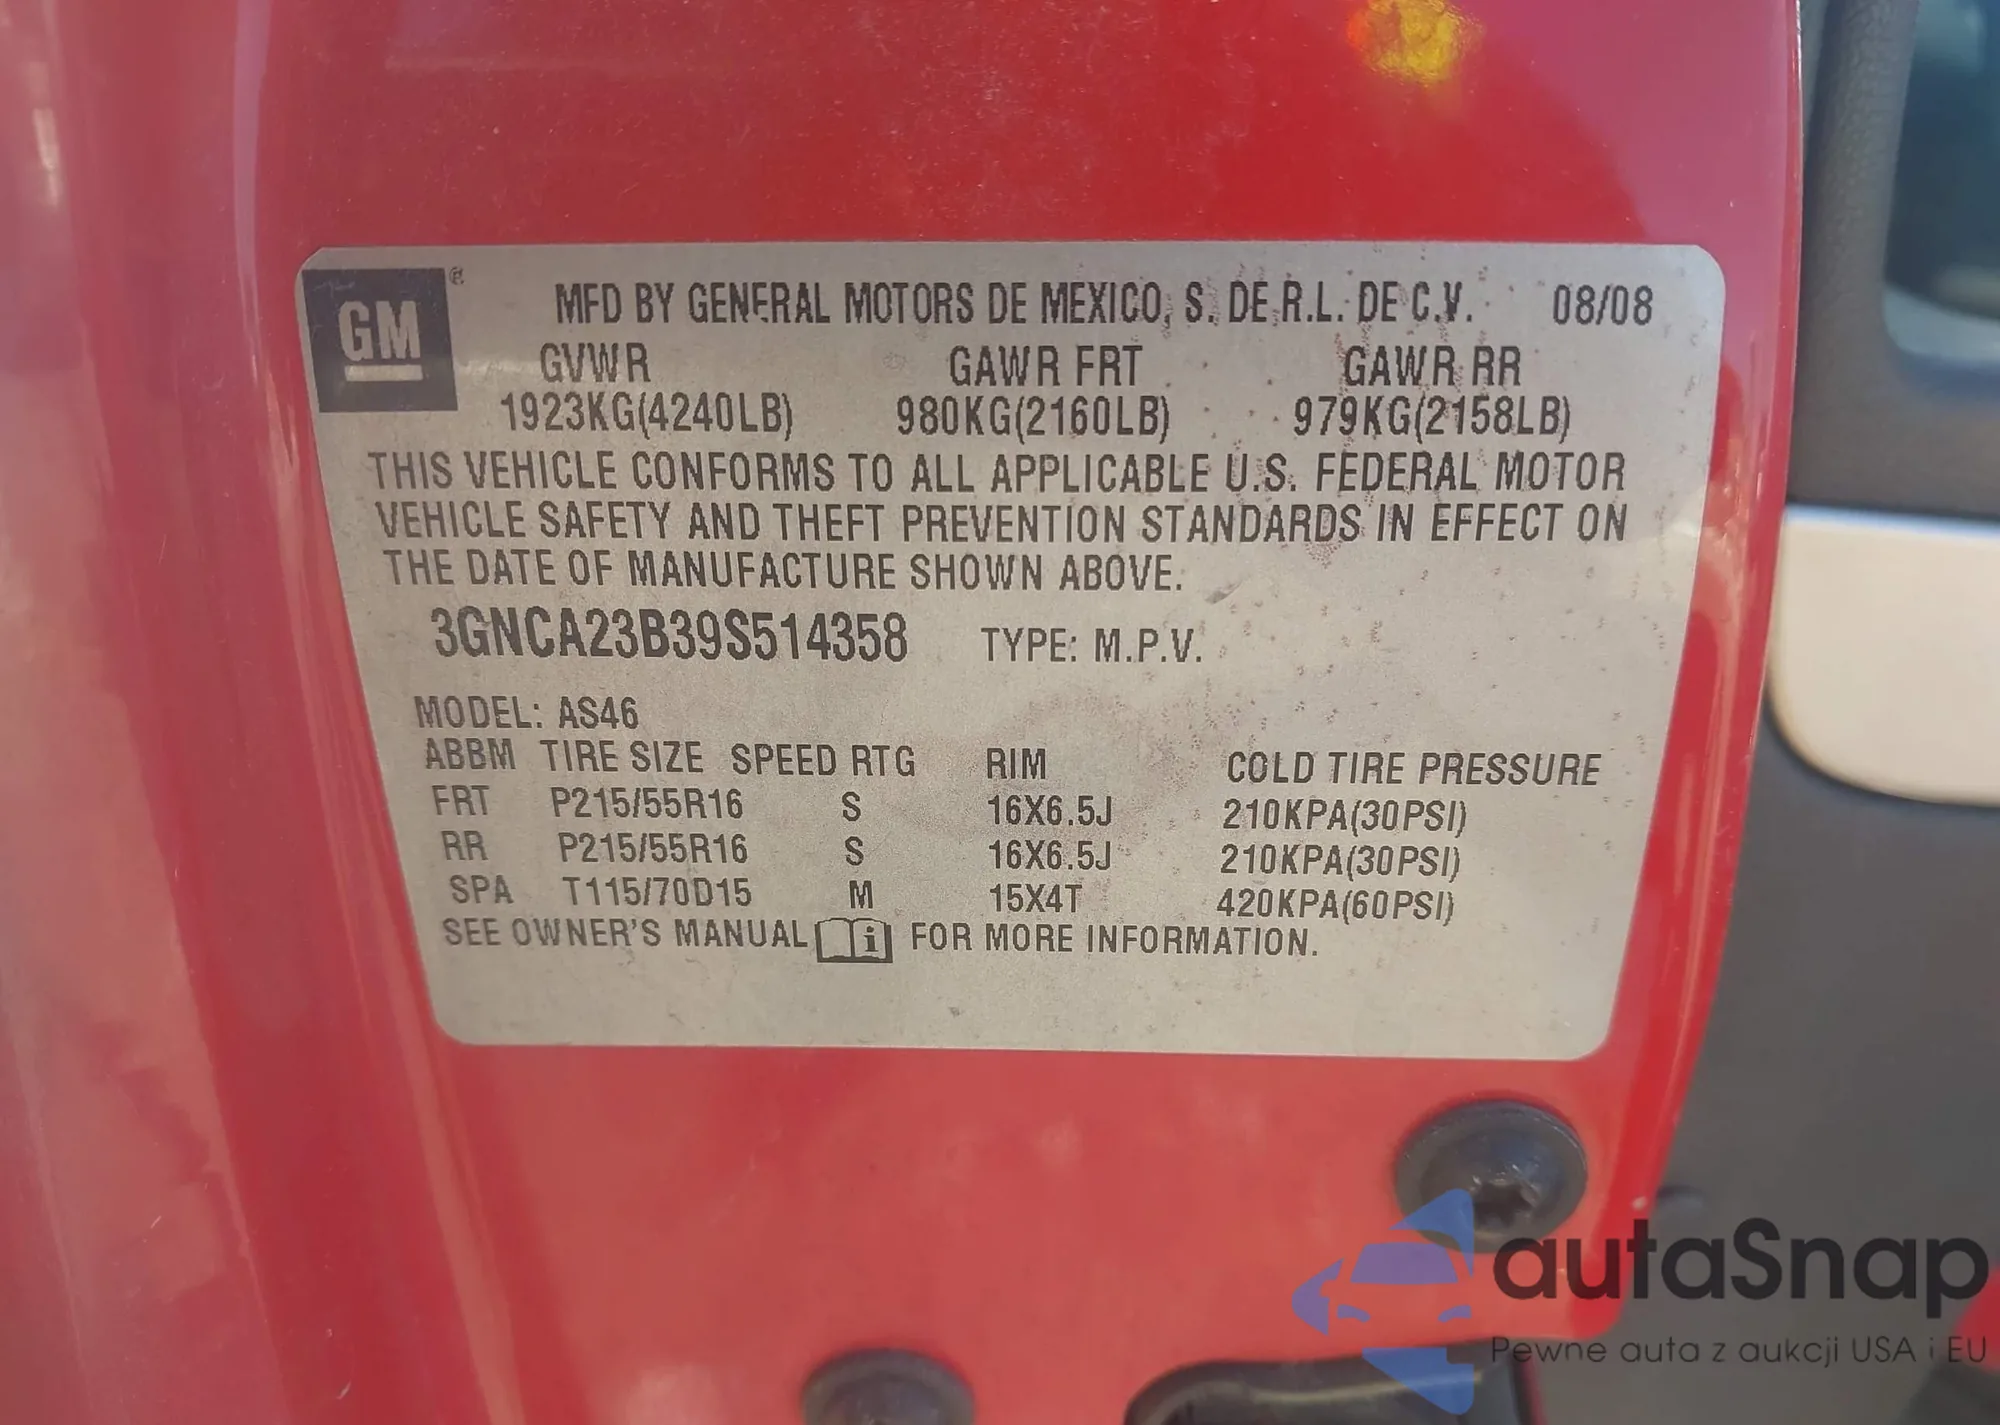 GM ®
MFD BY GENERAL MOTORS DE MEXICO, S. DE R.L. DE C.V. 08/08
GVWR GAWR FRT GAWR RR
1923KG(4240LB) 980KG(2160LB) 979KG(2158LB)
THIS VEHICLE CONFORMS TO ALL APPLICABLE U.S. FEDERAL MOTOR
VEHICLE SAFETY AND THEFT PREVENTION STANDARDS IN EFFECT ON
THE DATE OF MANUFACTURE SHOWN ABOVE.
3GNCA23B39S514358 TYPE: M.P.V.
MODEL: AS46
ABBM TIRE SIZE SPEED RTG RIM COLD TIRE PRESSURE
FRT P215/55R16 S 16X6.5J 210KPA(30PSI)
RR P215/55R16 S 16X6.5J 210KPA(30PSI)
SPA T115/70D15 M 15X4T 420KPA(60PSI)
SEE OWNER'S MANUAL i FOR MORE INFORMATION.
autaSnap
Pewne auta z aukcji USA i EU